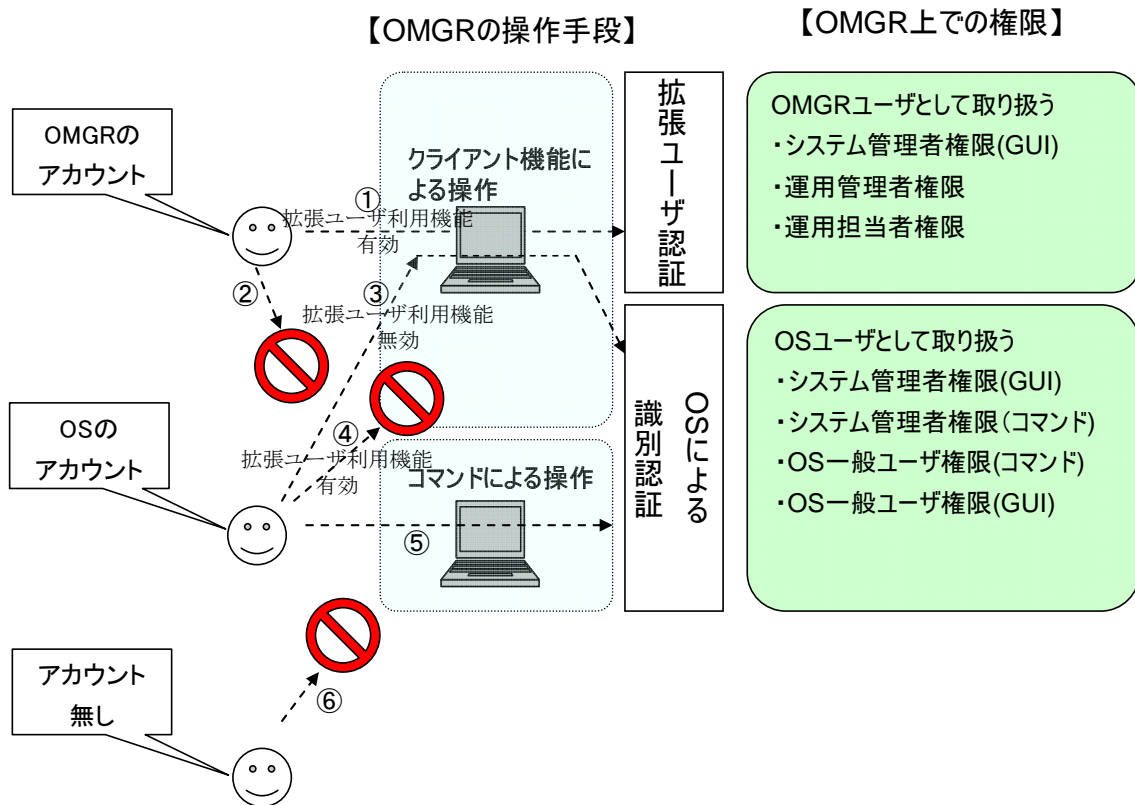 【OMGRの操作手段】
【OMGR上での権限】
OMGRの
アカウント
クライアント機能に
よる操作
①
拡張ユーザ利用機能
有効
②
③
拡張ユーザ利用機能
無効
拡張ユーザ認証
OMGRユーザとして取り扱う
・システム管理者権限(GUI)
・運用管理者権限
・運用担当者権限
OSの
アカウント
④
拡張ユーザ利用機能
有効
コマンドによる操作
⑤
OSによる
識別認証
OSユーザとして取り扱う
・システム管理者権限(GUI)
・システム管理者権限(コマンド)
・OS一般ユーザ権限(コマンド)
・OS一般ユーザ権限(GUI)
アカウント
無し
⑥